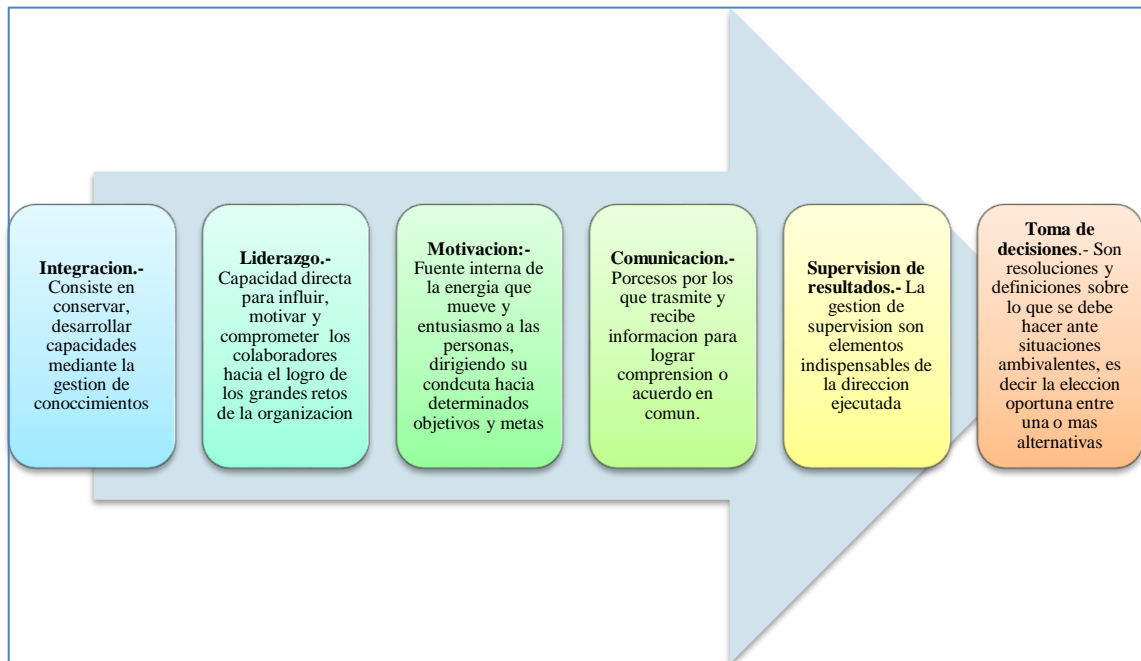 Integracion.-
Consiste en
conservar,
desarrollar
capacidades
mediante la
gestion de
conoccimientos
Liderazgo.-
Capacidad directa
para influir,
motivar y
comprometer los
colaboradores
hacia el logro de
los grandes retos
de la organizacion
Motivacion:-
Fuente interna de
la energia que
mueve y
entusiasmo a las
personas,
dirigiendo su
condcuta hacia
determinados
objetivos y metas
Comunicacion.-
Porcesos por los
que trasmite y
recibe
informacion para
lograr
comprension o
acuerdo en
comun.
Supervision de
resultados.- La
gestion de
supervision son
elementos
indispensables de
la direccion
ejecutada
Toma de
decisiones.- Son
resoluciones y
definiciones sobre
lo que se debe
hacer ante
situaciones
ambivalentes, es
decir la eleccion
oportuna entre
una o mas
alternativas